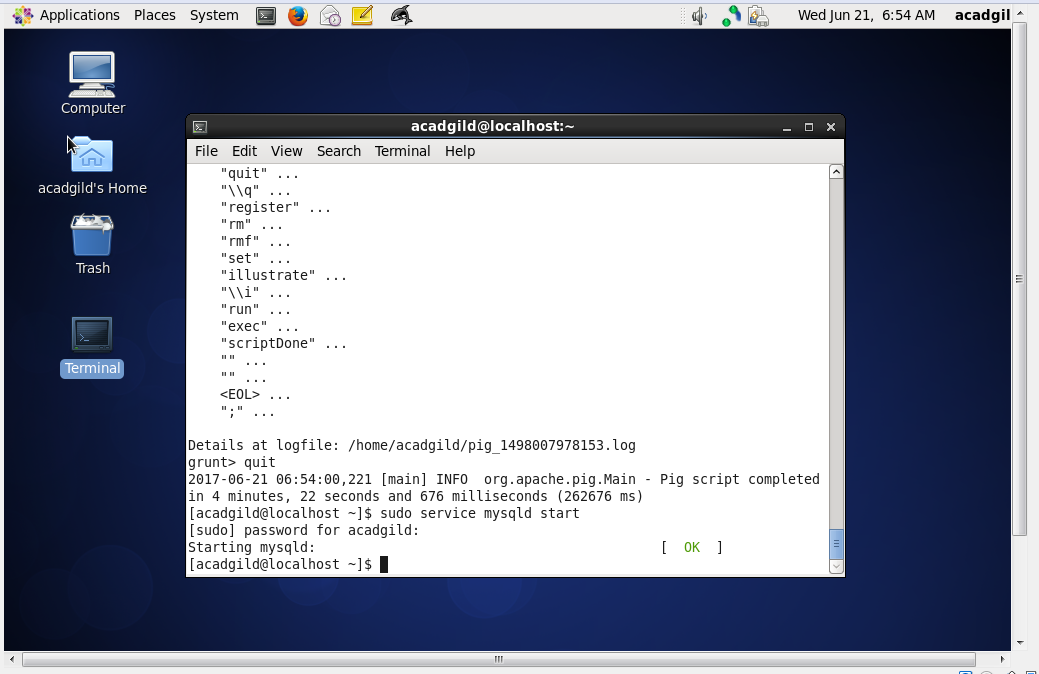 Applications Places System
Wed Jun 21, 6:54 AM acadgil
Computer
acadgild's Home
Trash
Terminal
acadgild@localhost:~
File Edit View Search Terminal Help
"quit" ...
"\\q" ...
"register" ...
"rm" ...
"rmf" ...
"set" ...
"illustrate" ...
"\\i" ...
"run" ...
"exec" ...
"scriptDone" ...
"" ...
"" ...
<EOL> ...
";" ...
Details at logfile: /home/acadgild/pig_1498007978153.log
grunt> quit
2017-06-21 06:54:00,221 [main] INFO  org.apache.pig.Main - Pig script completed
in 4 minutes, 22 seconds and 676 milliseconds (262676 ms)
[acadgild@localhost ~]$ sudo service mysqld start
[sudo] password for acadgild:
Starting mysqld: [  OK  ]
[acadgild@localhost ~]$